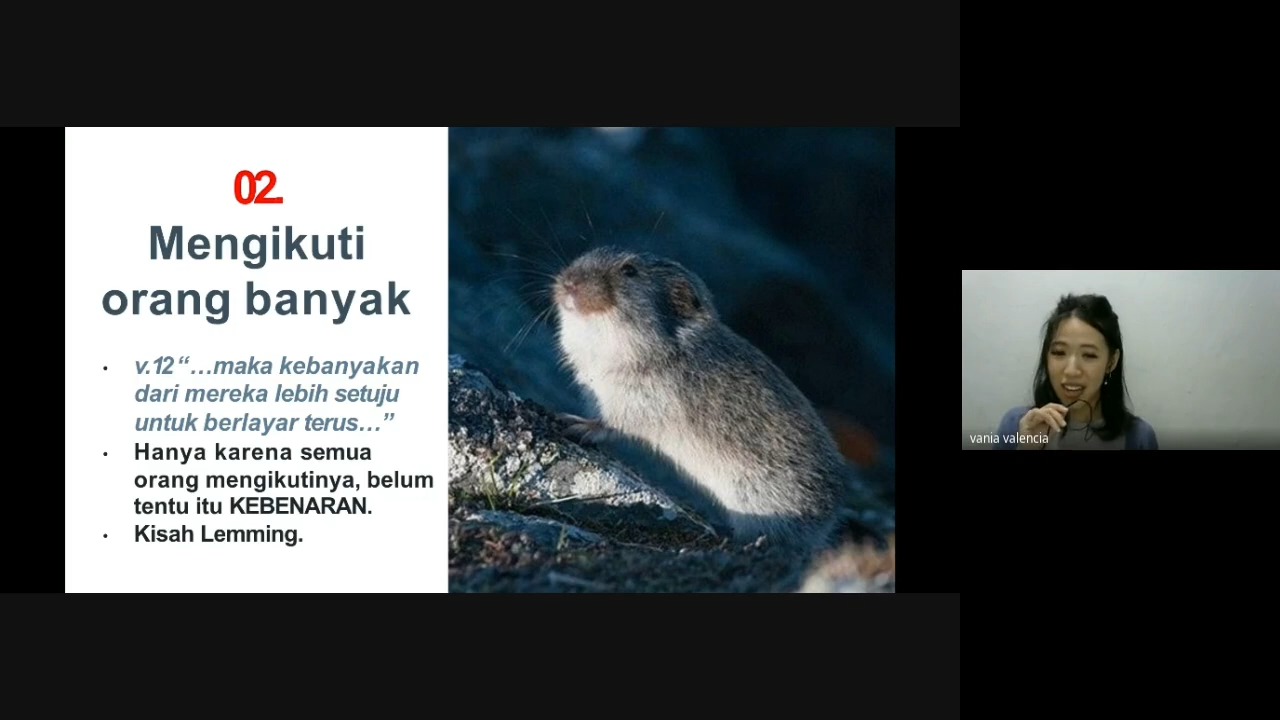 02.
Mengikuti
orang banyak
• v.12 “…maka kebanyakan
dari mereka lebih setuju
untuk berlayar terus…”
• Hanya karena semua
orang mengikutinya, belum
tentu itu KEBENARAN.
• Kisah Lemming.
vania valencia